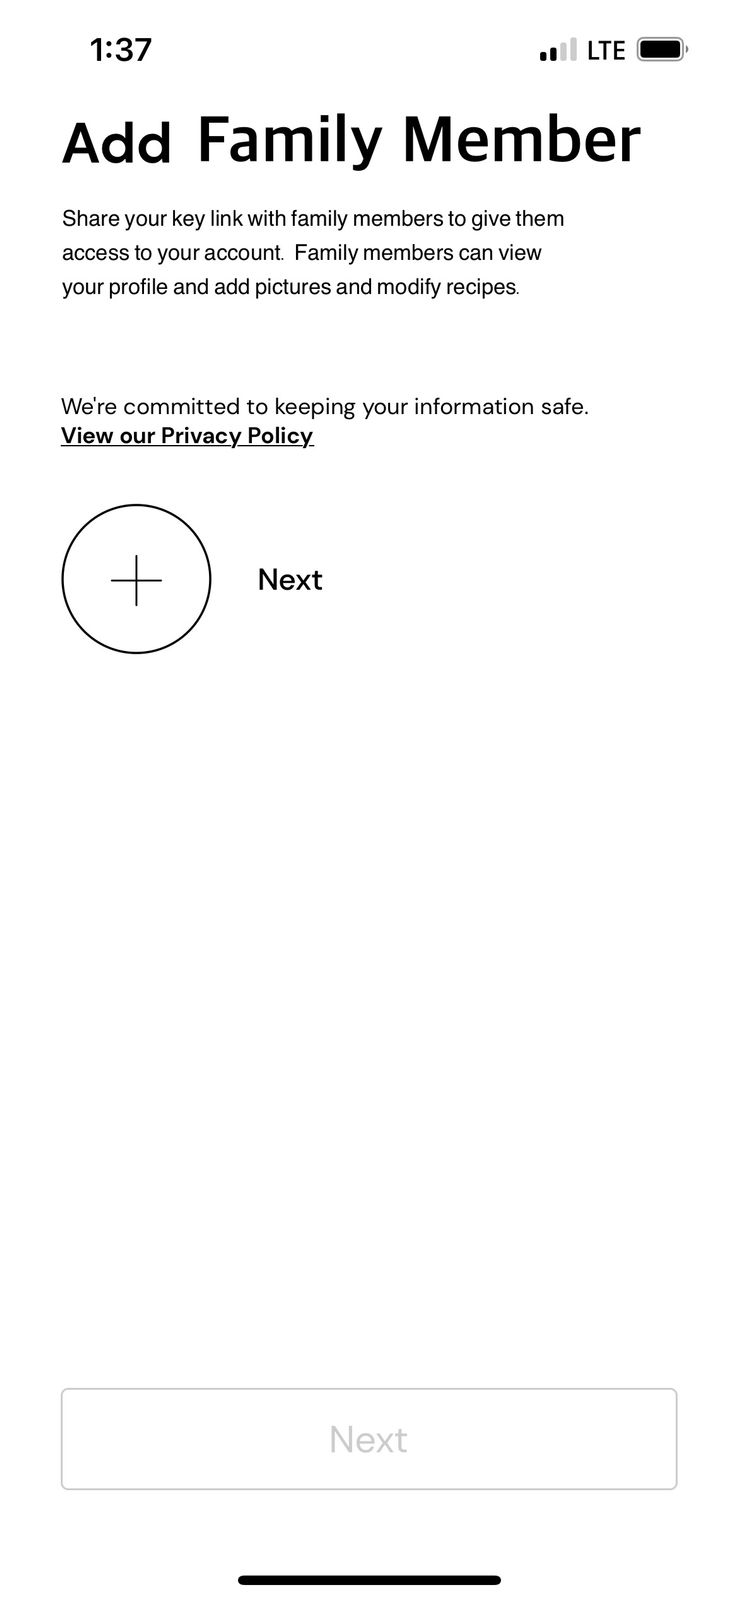 1:37 LTE
Add Family Member
Share your key link with family members to give them
access to your account.  Family members can view
your profile and add pictures and modify recipes.
We're committed to keeping your information safe.
View our Privacy Policy
Next
Next